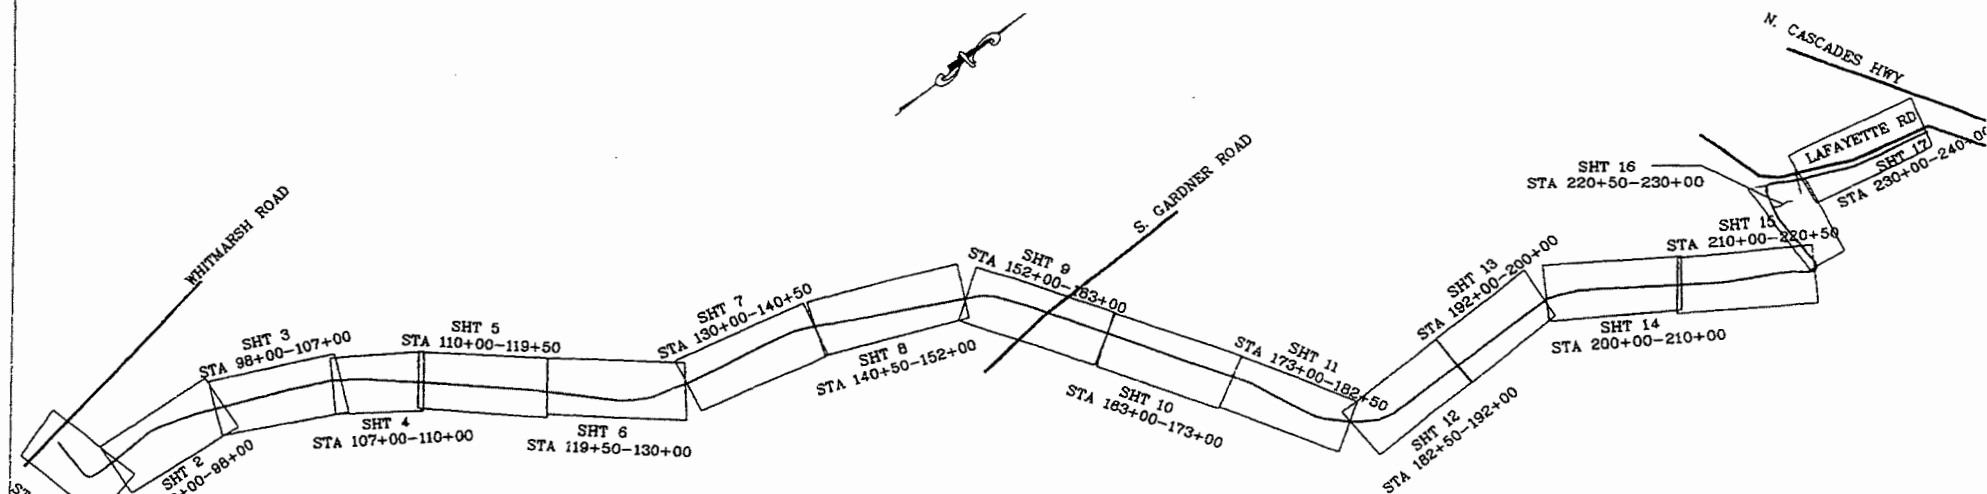 N. CASCADES HWY
LAFAYETTE RD
SHT 17
STA 230+00-240+00
SHT 16
STA 220+50-230+00
SHT 15
STA 210+00-220+50
SHT 14
STA 200+00-210+00
SHT 13
STA 192+00-200+00
SHT 12
STA 182+50-192+00
SHT 11
STA 173+00-182+50
SHT 10
STA 163+00-173+00
S. GARDNER ROAD
SHT 9
STA 152+00-163+00
SHT 8
STA 140+50-152+00
SHT 7
STA 130+00-140+50
SHT 6
STA 119+50-130+00
SHT 5
STA 110+00-119+50
SHT 4
STA 107+00-110+00
SHT 3
STA 98+00-107+00
SHT 2
+00-98+00
WHITMARSH ROAD